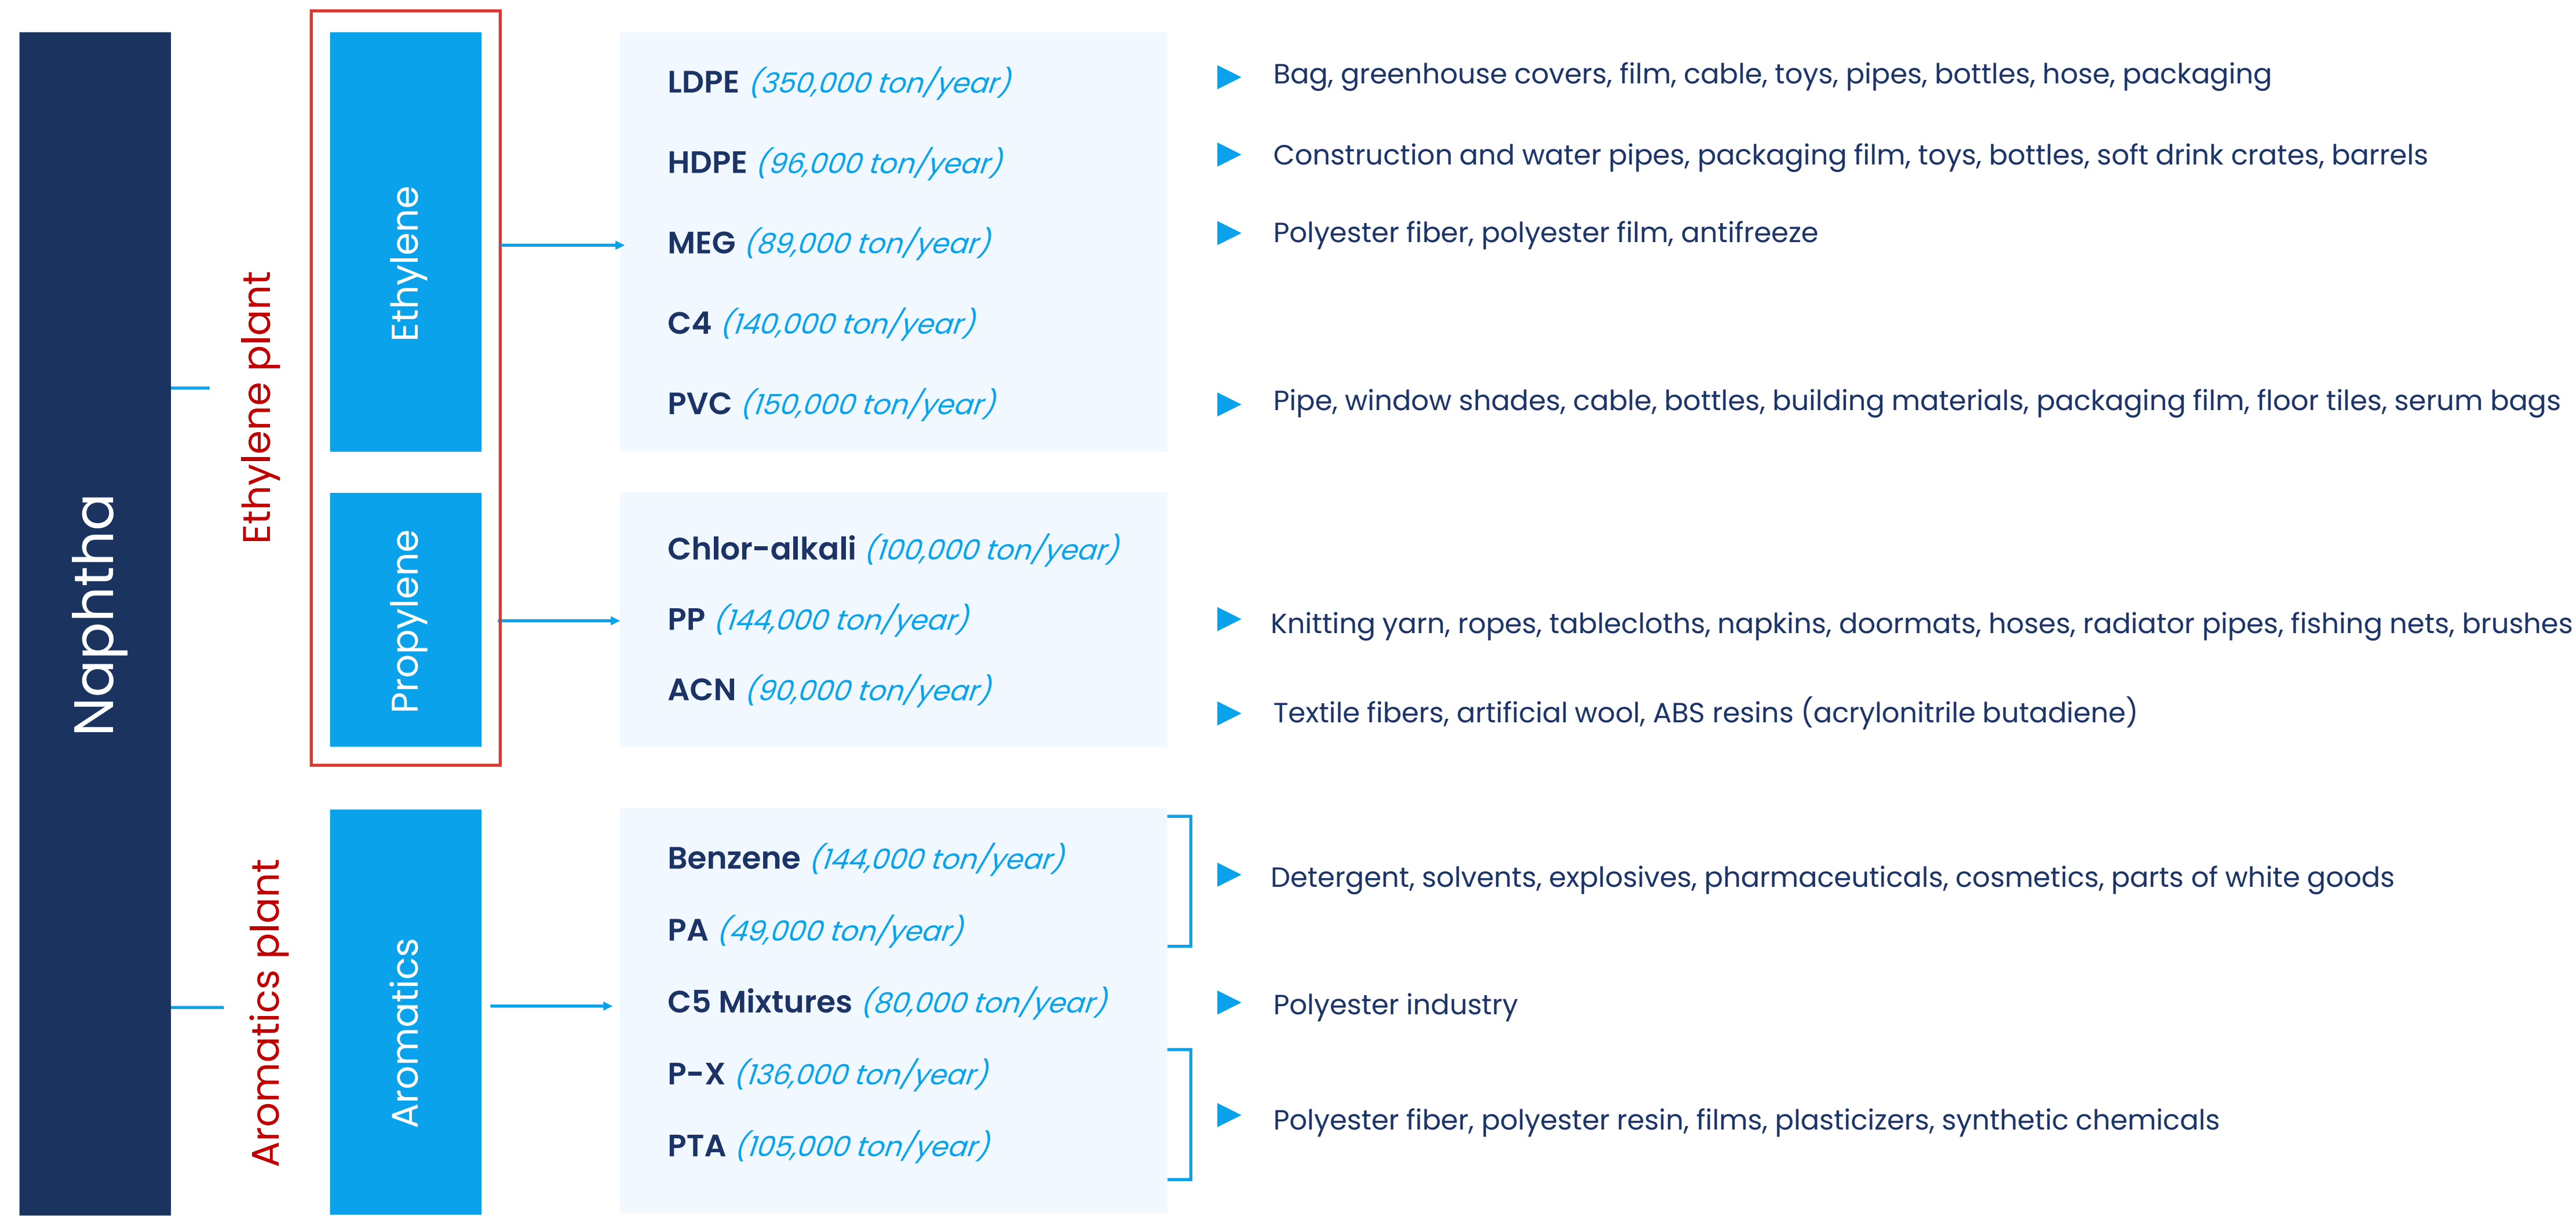 Naphtha
Ethylene plant
Ethylene
LDPE (350,000 ton/year)
Bag, greenhouse covers, film, cable, toys, pipes, bottles, hose, packaging
HDPE (96,000 ton/year)
Construction and water pipes, packaging film, toys, bottles, soft drink crates, barrels
MEG (89,000 ton/year)
Polyester fiber, polyester film, antifreeze
C4 (140,000 ton/year)
PVC (150,000 ton/year)
Pipe, window shades, cable, bottles, building materials, packaging film, floor tiles, serum bags
Propylene
Chlor-alkali (100,000 ton/year)
PP (144,000 ton/year)
Knitting yarn, ropes, tablecloths, napkins, doormats, hoses, radiator pipes, fishing nets, brushes
ACN (90,000 ton/year)
Textile fibers, artificial wool, ABS resins (acrylonitrile butadiene)
Aromatics plant
Aromatics
Benzene (144,000 ton/year)
PA (49,000 ton/year)
Detergent, solvents, explosives, pharmaceuticals, cosmetics, parts of white goods
C5 Mixtures (80,000 ton/year)
Polyester industry
P-X (136,000 ton/year)
PTA (105,000 ton/year)
Polyester fiber, polyester resin, films, plasticizers, synthetic chemicals